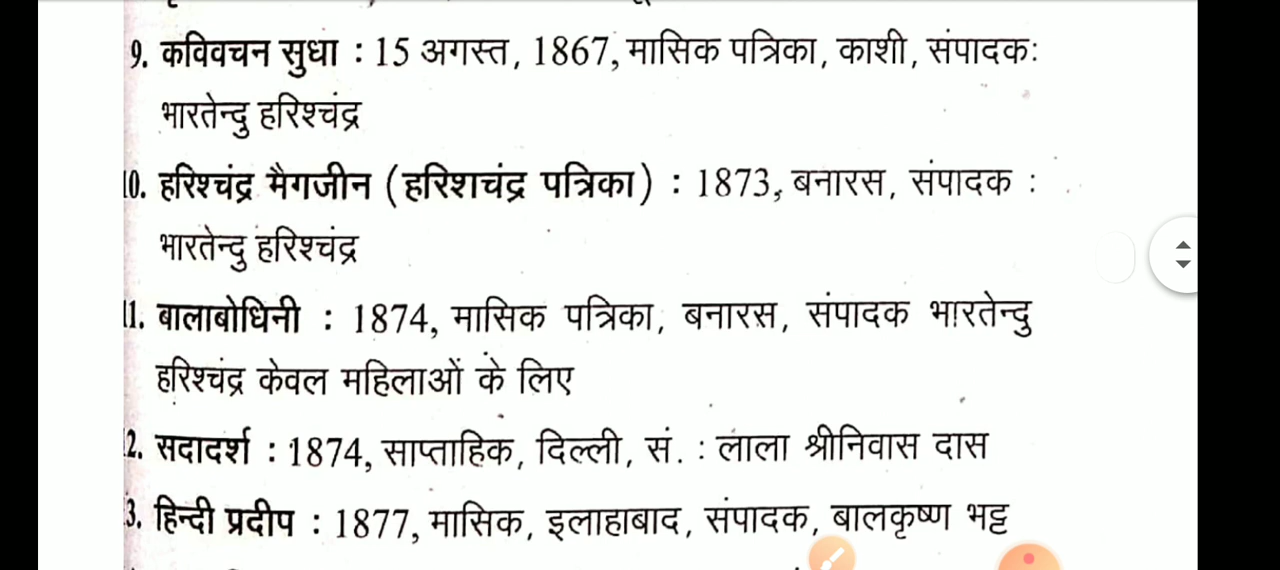 9. कविवचन सुधा : 15 अगस्त, 1867, मासिक पत्रिका, काशी, संपादक:
भारतेन्दु हरिश्चंद्र
10. हरिश्चंद्र मैगजीन (हरिशचंद्र पत्रिका) : 1873, बनारस, संपादक :
भारतेन्दु हरिश्चंद्र
11. बालाबोधिनी : 1874, मासिक पत्रिका, बनारस, संपादक भारतेन्दु
हरिश्चंद्र केवल महिलाओं के लिए
2. सदादर्श : 1874, साप्ताहिक, दिल्ली, सं. : लाला श्रीनिवास दास
3. हिन्दी प्रदीप : 1877, मासिक, इलाहाबाद, संपादक, बालकृष्ण भट्ट